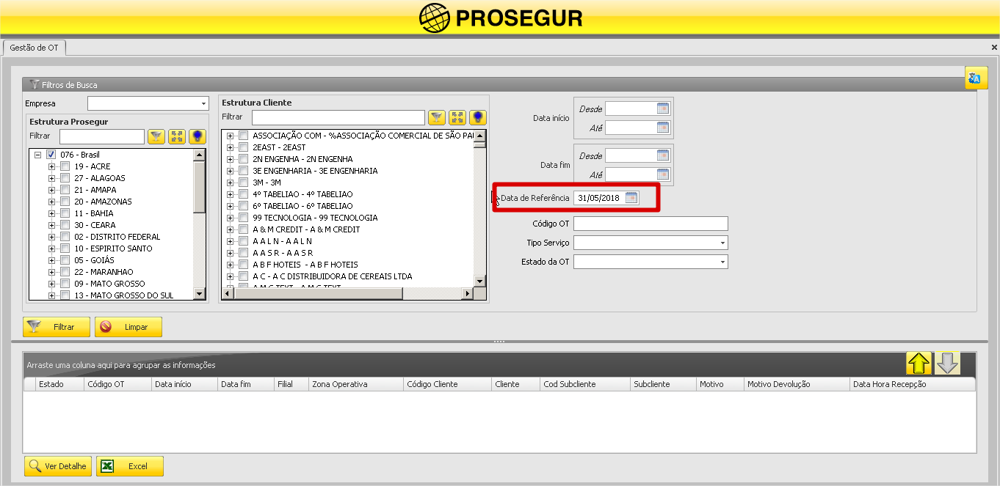 PROSEGUR
Gestão de OT
Filtros de Busca
Empresa
Estrutura Prosegur
Filtrar
076 - Brasil
19 - ACRE
27 - ALAGOAS
21 - AMAPA
20 - AMAZONAS
11 - BAHIA
30 - CEARA
02 - DISTRITO FEDERAL
10 - ESPIRITO SANTO
05 - GOIÁS
22 - MARANHAO
09 - MATO GROSSO
13 - MATO GROSSO DO SUL
Estrutura Cliente
Filtrar
ASSOCIAÇÃO COM - %ASSOCIAÇÃO COMERCIAL DE SÃO PAI
2EAST - 2EAST
2N ENGENHA - 2N ENGENHA
3E ENGENHARIA - 3E ENGENHARIA
3M - 3M
4º TABELIAO - 4º TABELIAO
6º TABELIAO - 6º TABELIAO
99 TECNOLOGIA - 99 TECNOLOGIA
A & M CREDIT - A & M CREDIT
A A L N - A A L N
A A S R - A A S R
A B F HOTEIS - A B F HOTEIS
A C - A C DISTRIBUIDORA DE CEREAIS LTDA
A M C TEXT - A M C TEXT
Data início
Desde
Até
Data fim
Desde
Até
Data de Referência 31/05/2018
Código OT
Tipo Serviço
Estado da OT
Filtrar Limpar
Arraste uma coluna aqui para agrupar as informações
Estado Código OT Data início Data fim Filial Zona Operativa Código Cliente Cliente Cod Subcliente Subcliente Motivo Motivo Devolução Data Hora Recepção
Ver Detalhe Excel